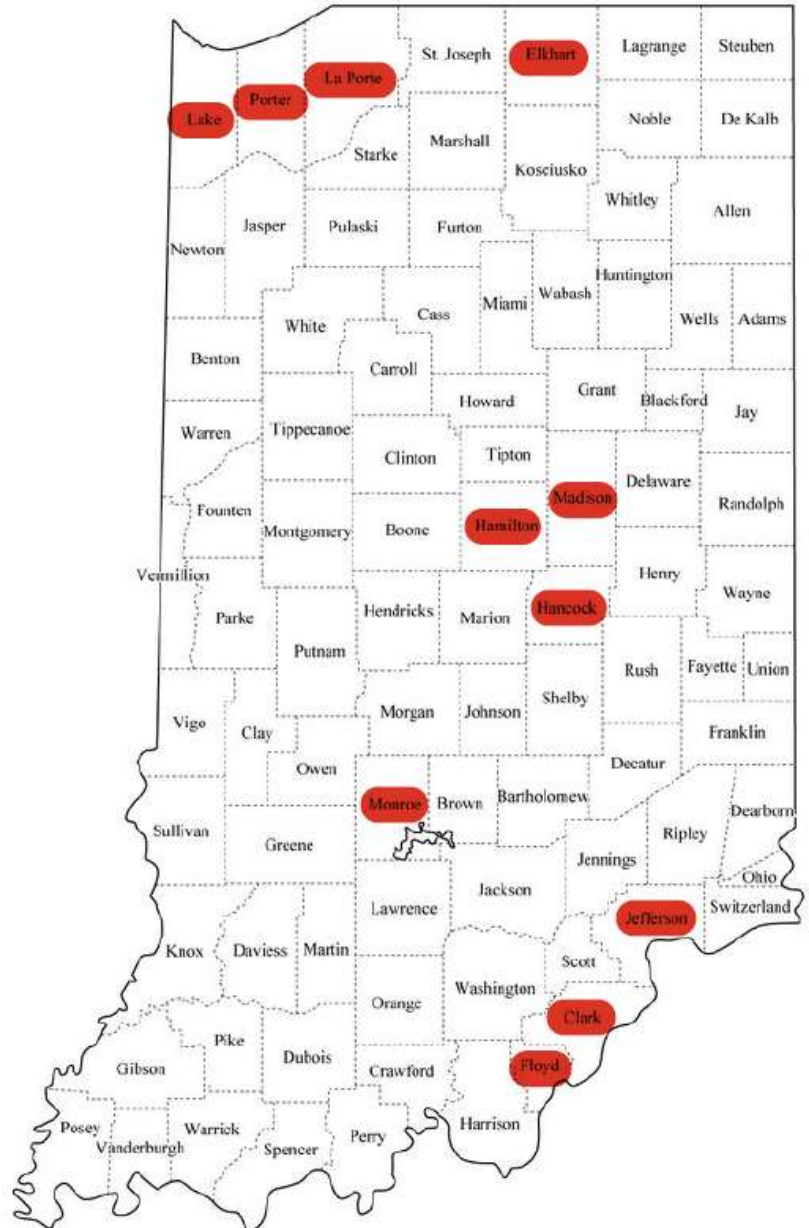 St. Joseph
Elkhart
Lagrange
Steuben
Lake
Porter
La Porte
Noble
De Kalb
Starke
Marshall
Kosciusko
Whitley
Allen
Newton
Jasper
Pulaski
Furton
Miami
Wabash
Huntington
Wells
Adams
White
Cass
Benton
Carroll
Howard
Grant
Blackford
Jay
Warren
Tippecanoe
Clinton
Tipton
Delaware
Randolph
Founten
Montgomery
Boone
Hamilton
Madison
Vermillion
Parke
Hendricks
Marion
Hancock
Henry
Wayne
Putnam
Rush
Fayette
Union
Vigo
Clay
Morgan
Johnson
Shelby
Franklin
Owen
Decatur
Sullivan
Greene
Monroe
Brown
Bartholomew
Jennings
Ripley
Dearborn
Ohio
Knox
Daviess
Martin
Lawrence
Jackson
Jefferson
Switzerland
Scott
Orange
Washington
Clark
Gibson
Pike
Dubois
Crawford
Floyd
Harrison
Posey
Vanderburgh
Warrick
Spencer
Perry